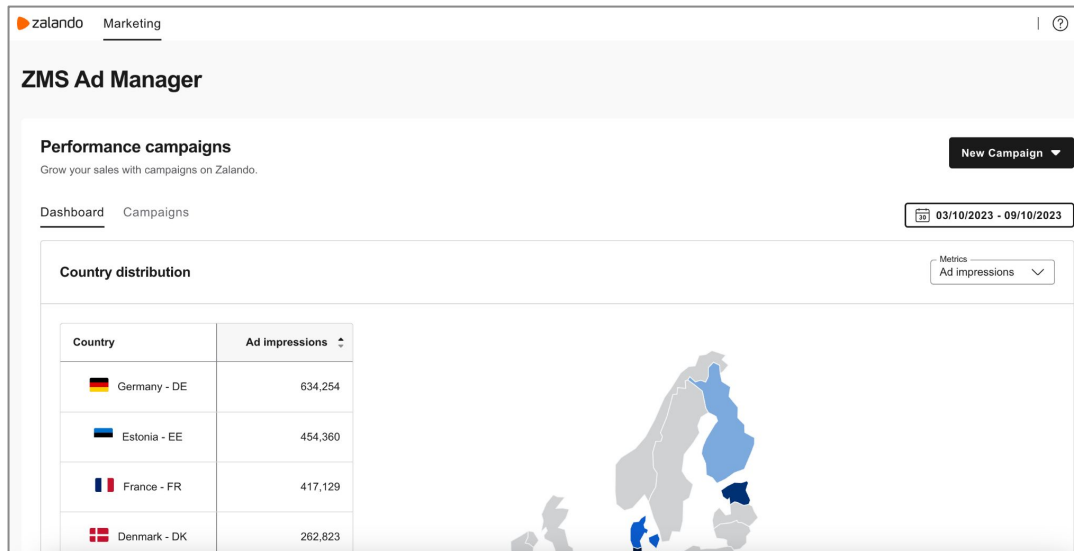 zalando Marketing
ZMS Ad Manager
Performance campaigns
New Campaign
Grow your sales with campaigns on Zalando.
Dashboard Campaigns
30 03/10/2023 - 09/10/2023
Country distribution
Metrics
Ad impressions
Country Ad impressions
Germany - DE 634,254
Estonia - EE 454,360
France - FR 417,129
Denmark - DK 262,823